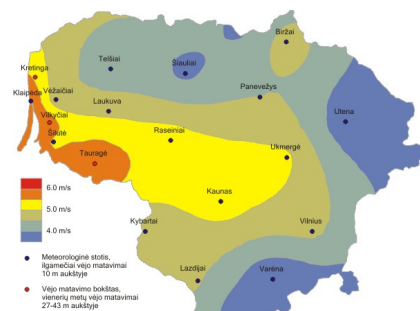 Biržai
Telšiai
Šiauliai
Kretinga
Panevėžys
Klaipėda
Vėžaičiai
Laukuva
Utena
Vilkyčiai
Raseiniai
Šilutė
Ukmergė
Tauragė
6.0 m/s
Kaunas
5.0 m/s
Kybartai
Vilnius
4.0 m/s
Lazdijai
Varėna
Meteorologinė stotis,
ilgamečiai vėjo matavimai
10 m aukštyje
Vėjo matavimo bokštas,
vienerių metų vėjo matavimai
27-43 m aukštyje